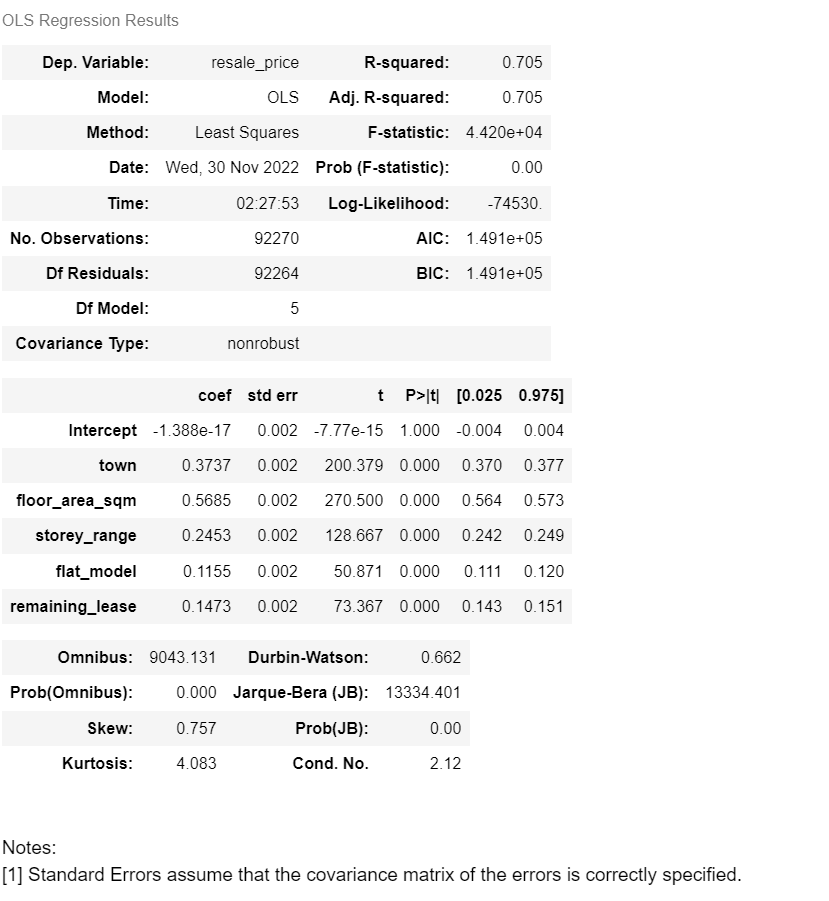 OLS Regression Results
Dep. Variable: resale_price R-squared: 0.705
Model: OLS Adj. R-squared: 0.705
Method: Least Squares F-statistic: 4.420e+04
Date: Wed, 30 Nov 2022 Prob (F-statistic): 0.00
Time: 02:27:53 Log-Likelihood: -74530.
No. Observations: 92270 AIC: 1.491e+05
Df Residuals: 92264 BIC: 1.491e+05
Df Model: 5
Covariance Type: nonrobust
coef std err t P>|t| [0.025 0.975]
Intercept -1.388e-17 0.002 -7.77e-15 1.000 -0.004 0.004
town 0.3737 0.002 200.379 0.000 0.370 0.377
floor_area_sqm 0.5685 0.002 270.500 0.000 0.564 0.573
storey_range 0.2453 0.002 128.667 0.000 0.242 0.249
flat_model 0.1155 0.002 50.871 0.000 0.111 0.120
remaining_lease 0.1473 0.002 73.367 0.000 0.143 0.151
Omnibus: 9043.131 Durbin-Watson: 0.662
Prob(Omnibus): 0.000 Jarque-Bera (JB): 13334.401
Skew: 0.757 Prob(JB): 0.00
Kurtosis: 4.083 Cond. No. 2.12
Notes:
[1] Standard Errors assume that the covariance matrix of the errors is correctly specified.